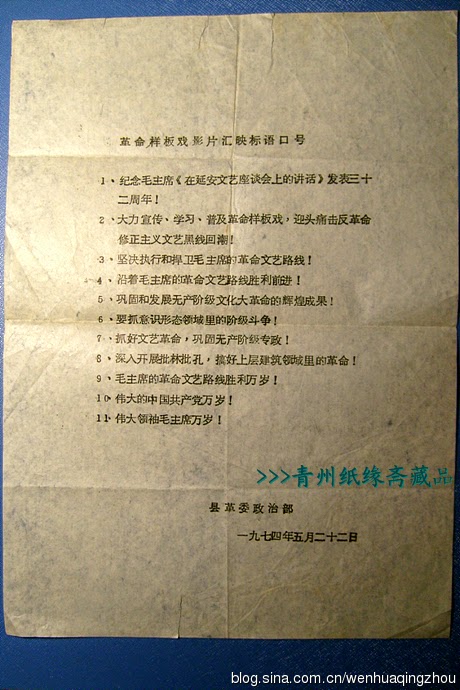 革命样板戏影片汇映标语口号
1、纪念毛主席《在延安文艺座谈会上的讲话》发表三十
二周年！
2、大力宣传、学习、普及革命样板戏，迎头痛击反革命
修正主义文艺黑线回潮！
3、坚决执行和捍卫毛主席的革命文艺路线！
4、沿着毛主席的革命文艺路线胜利前进！
5、巩固和发展无产阶级文化大革命的辉煌成果！
6、要抓意识形态领域里的阶级斗争！
7、抓好文艺革命，巩固无产阶级专政！
8、深入开展批林批孔，搞好上层建筑领域里的革命！
9、毛主席的革命文艺路线胜利万岁！
10、伟大的中国共产党万岁！
11、伟大领袖毛主席万岁！
>>>青州纸缘斋藏品
县革委政治部
一九七四年五月二十二日
blog.sina.com.cn/wenhuaqingzhou